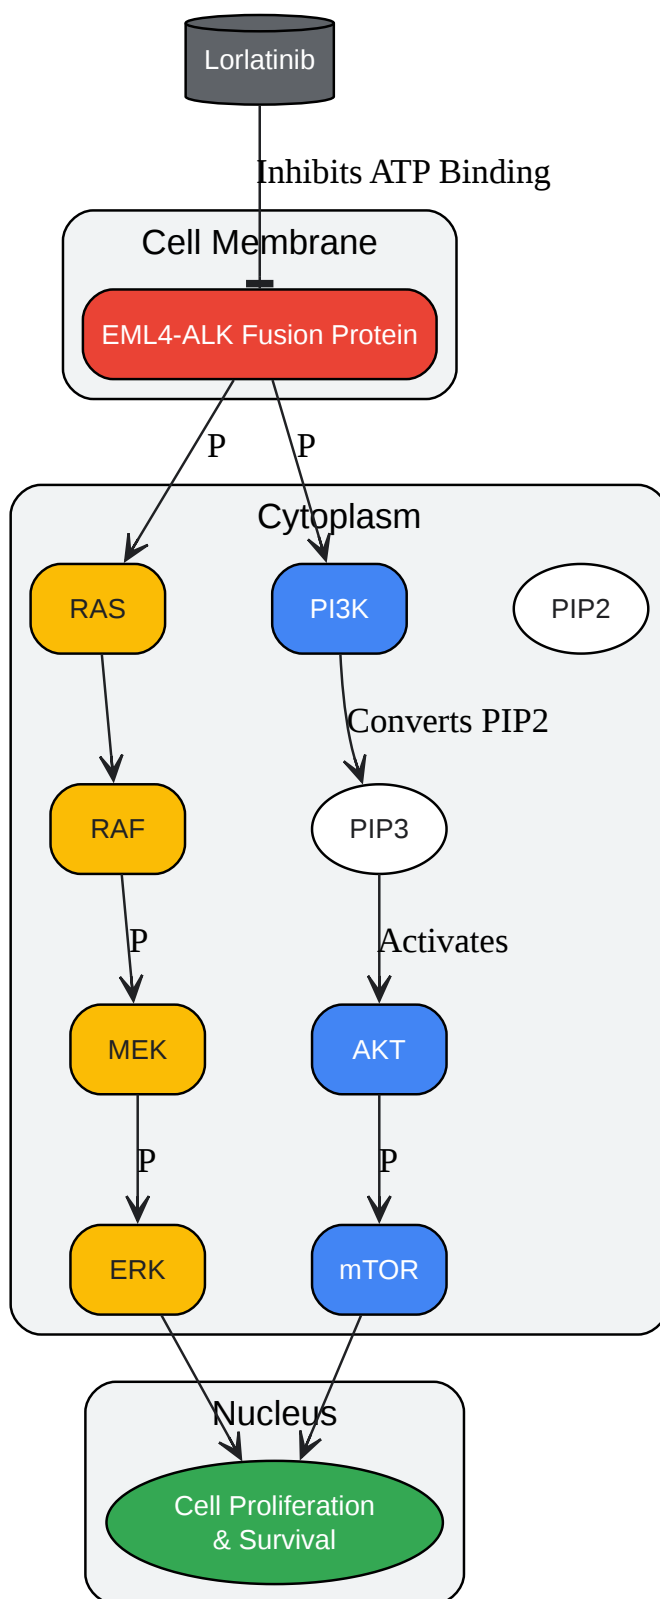 Lorlatinib
Inhibits ATP Binding
Cell Membrane
EML4-ALK Fusion Protein
P
P
Cytoplasm
RAS
PI3K
PIP2
Converts PIP2
RAF
PIP3
P
Activates
MEK
AKT
P
P
ERK
mTOR
Nucleus
Cell Proliferation
& Survival